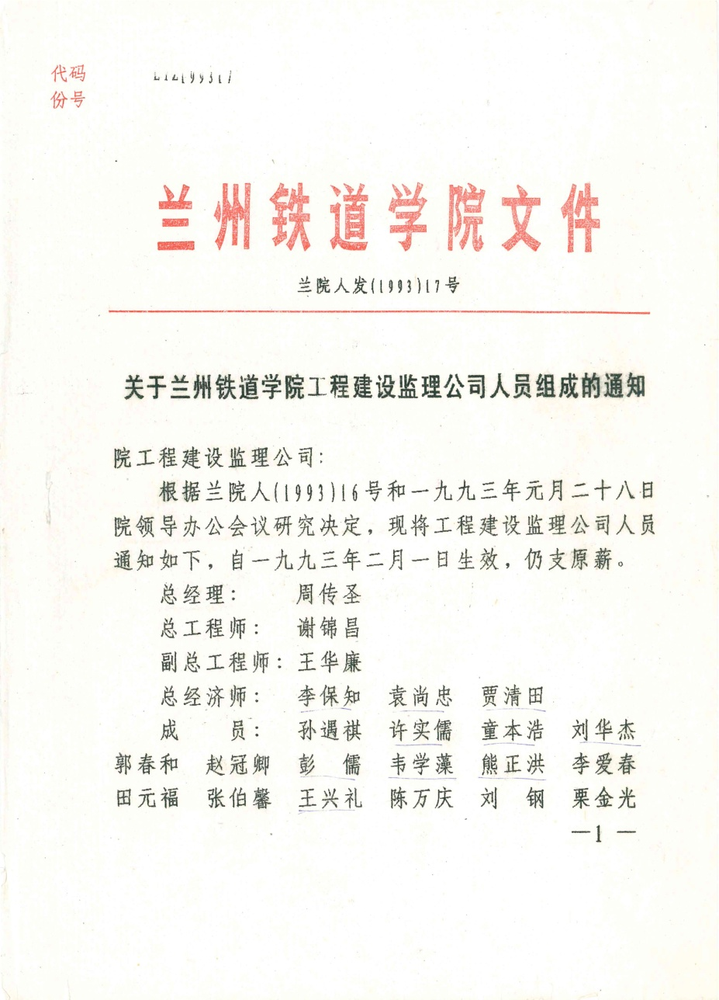 代码
份号
兰州铁道学院文件
兰院人发(1993)17号
关于兰州铁道学院工程建设监理公司人员组成的通知
院工程建设监理公司:
根据兰院人(1993)16号和一九九三年元月二十八日
院领导办公会议研究决定，现将工程建设监理公司人员
通知如下，自一九九三年二月一日生效，仍支原薪。
总经理: 周传圣
总工程师: 谢锦昌
副总工程师: 王华廉
总经济师: 李保知 袁尚忠 贾清田
成 员: 孙遇祺 许实儒 童本浩 刘华杰
郭春和 赵冠卿 彭 儒 韦学藻 熊正洪 李爱春
田元福 张伯馨 王兴礼 陈万庆 刘 钢 栗金光
—1—